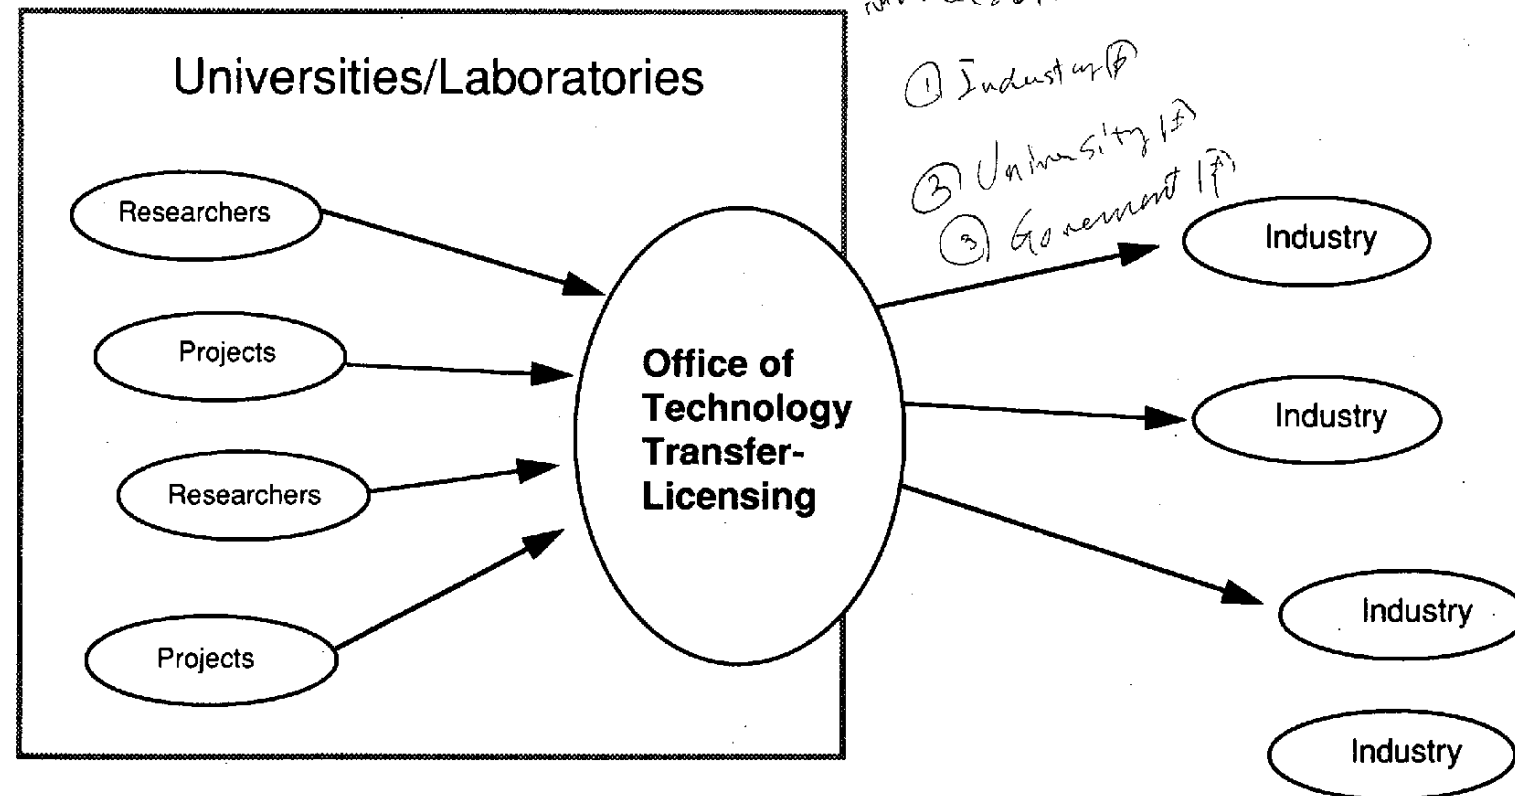 Universities/Laboratories
① Industry
② University
③ Goverment
Researchers
Projects
Researchers
Projects
Office of
Technology
Transfer-
Licensing
Industry
Industry
Industry
Industry